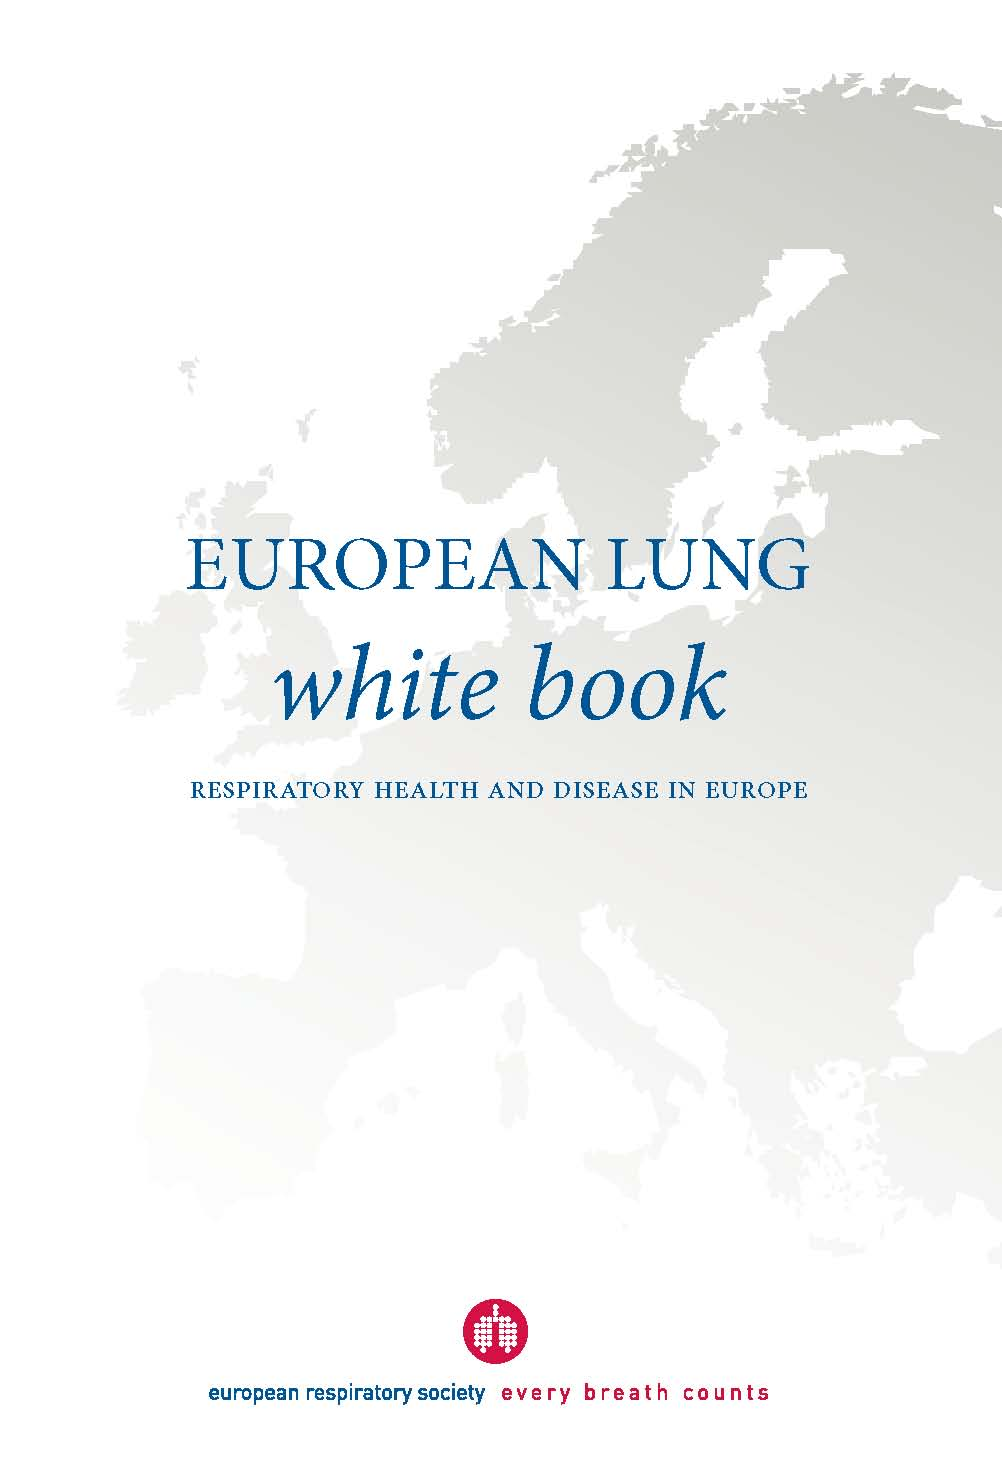 EUROPEAN LUNG
white book
RESPIRATORY HEALTH AND DISEASE IN EUROPE
european respiratory society every breath counts